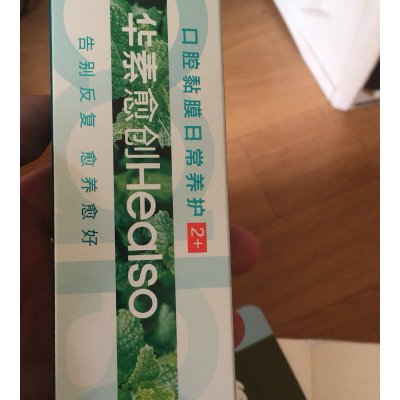 口腔黏膜日常养护 2+
华素愈创Healso
告别反复 愈养愈好